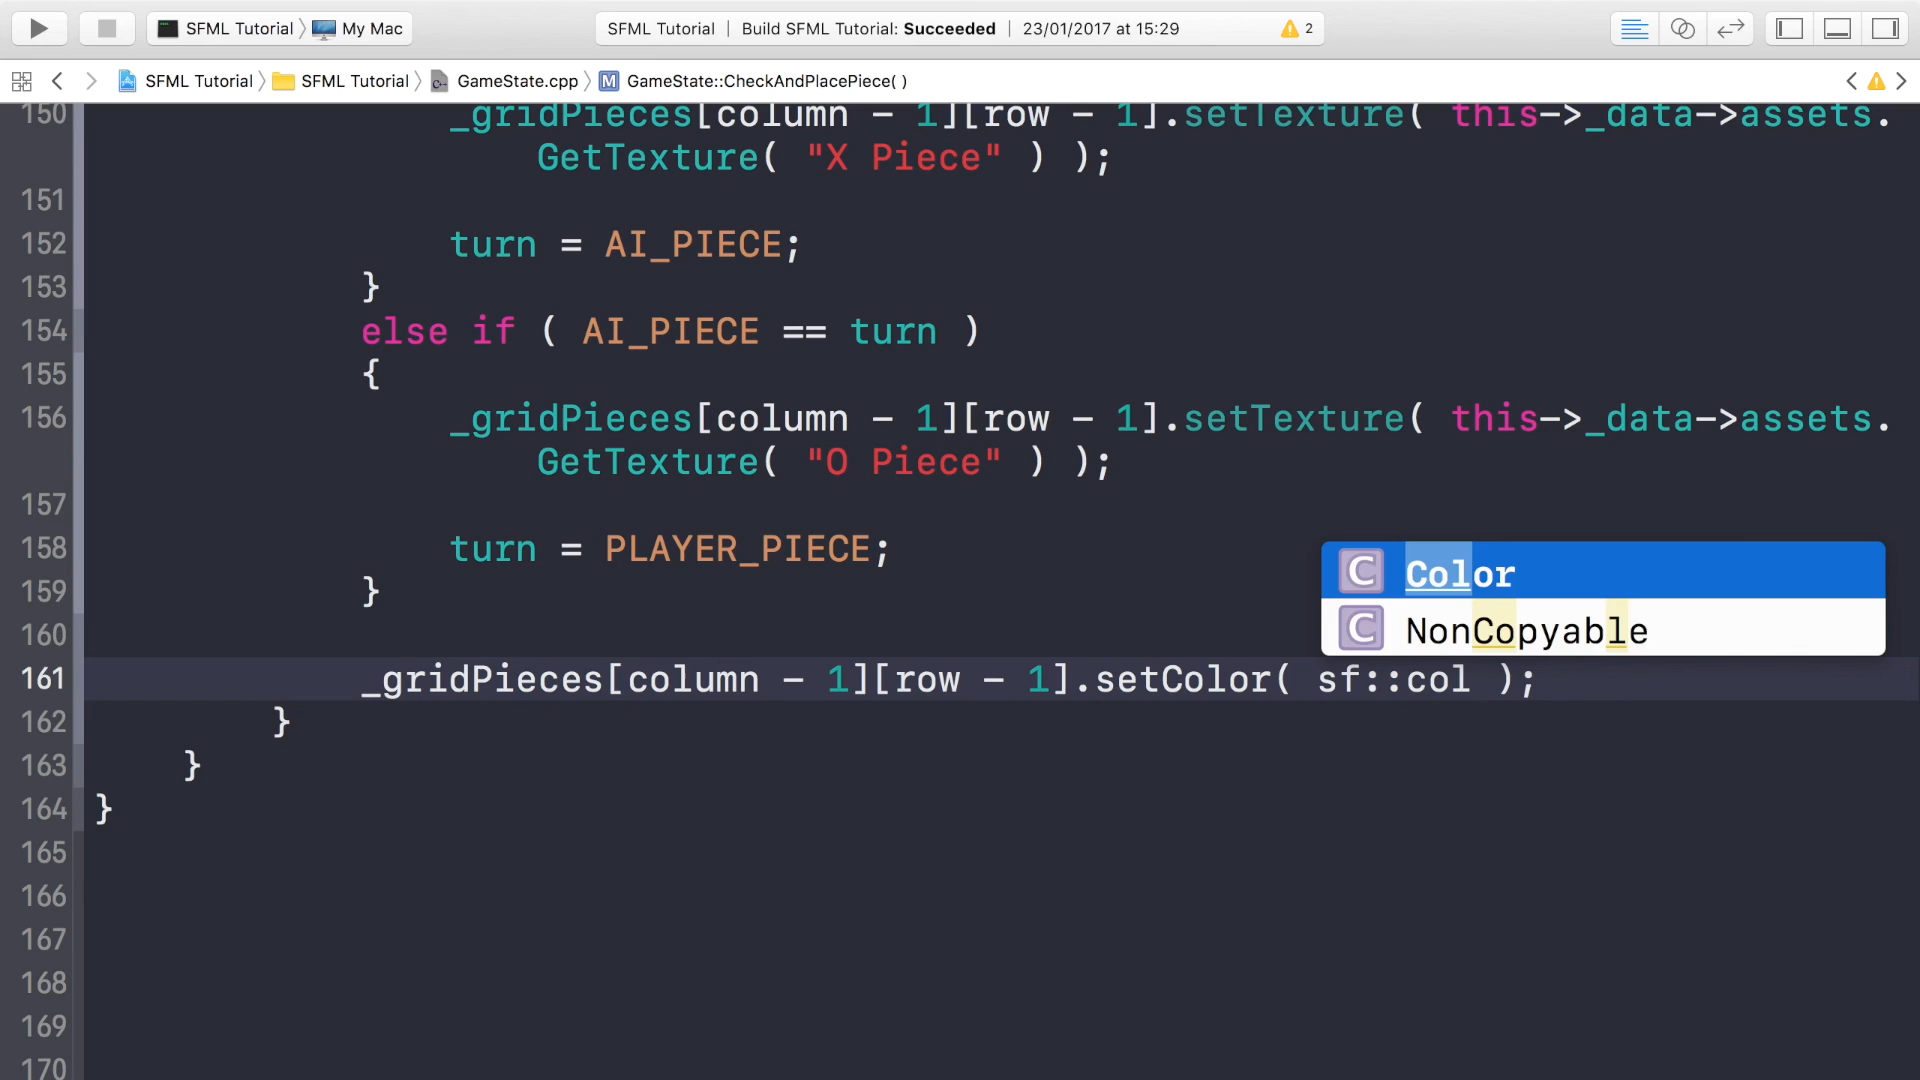 SFML Tutorial My Mac SFML Tutorial | Build SFML Tutorial: Succeeded | 23/01/2017 at 15:29 2
SFML Tutorial SFML Tutorial GameState.cpp M GameState::CheckAndPlacePiece( )
150 _gridPieces[column - 1][row - 1].setTexture( this->_data->assets.
GetTexture( "X Piece" ) );
151
152 turn = AI_PIECE;
153 }
154 else if ( AI_PIECE == turn )
155 {
156 _gridPieces[column - 1][row - 1].setTexture( this->_data->assets.
GetTexture( "O Piece" ) );
157
158 turn = PLAYER_PIECE;
159 }
160
161 _gridPieces[column - 1][row - 1].setColor( sf::col );
162 }
163 }
164 }
165
166
167
168
169
170
C Color
C NonCopyable